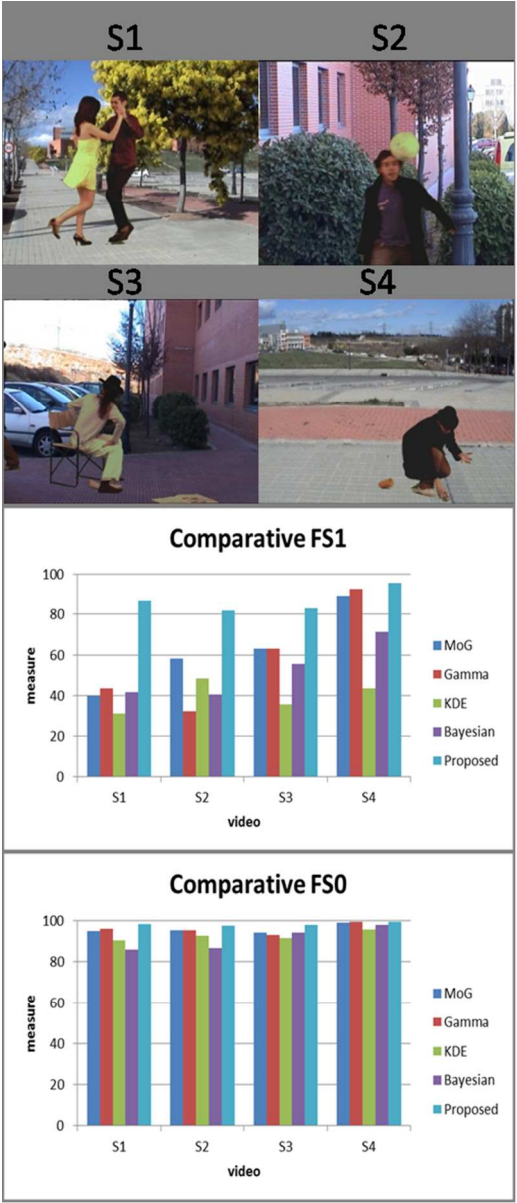 S1 S2
S3 S4
Comparative FS1
100
80
60
40
20
0
measure
S1 S2 S3 S4
video
MoG
Gamma
KDE
Bayesian
Proposed
Comparative FS0
100
80
60
40
20
0
measure
S1 S2 S3 S4
video
MoG
Gamma
KDE
Bayesian
Proposed